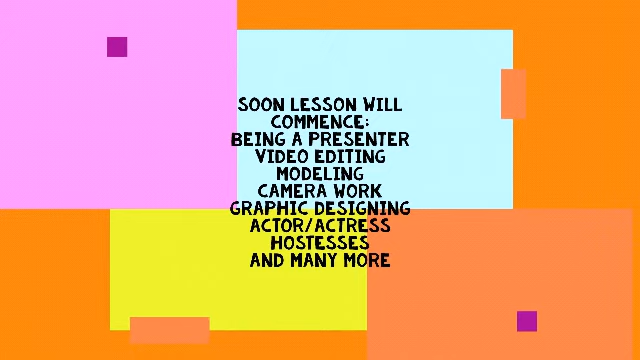 SOON LESSON WILL
COMMENCE:
BEING A PRESENTER
VIDEO EDITING
MODELING
CAMERA WORK
GRAPHIC DESIGNING
ACTOR/ACTRESS
HOSTESSES
AND MANY MORE